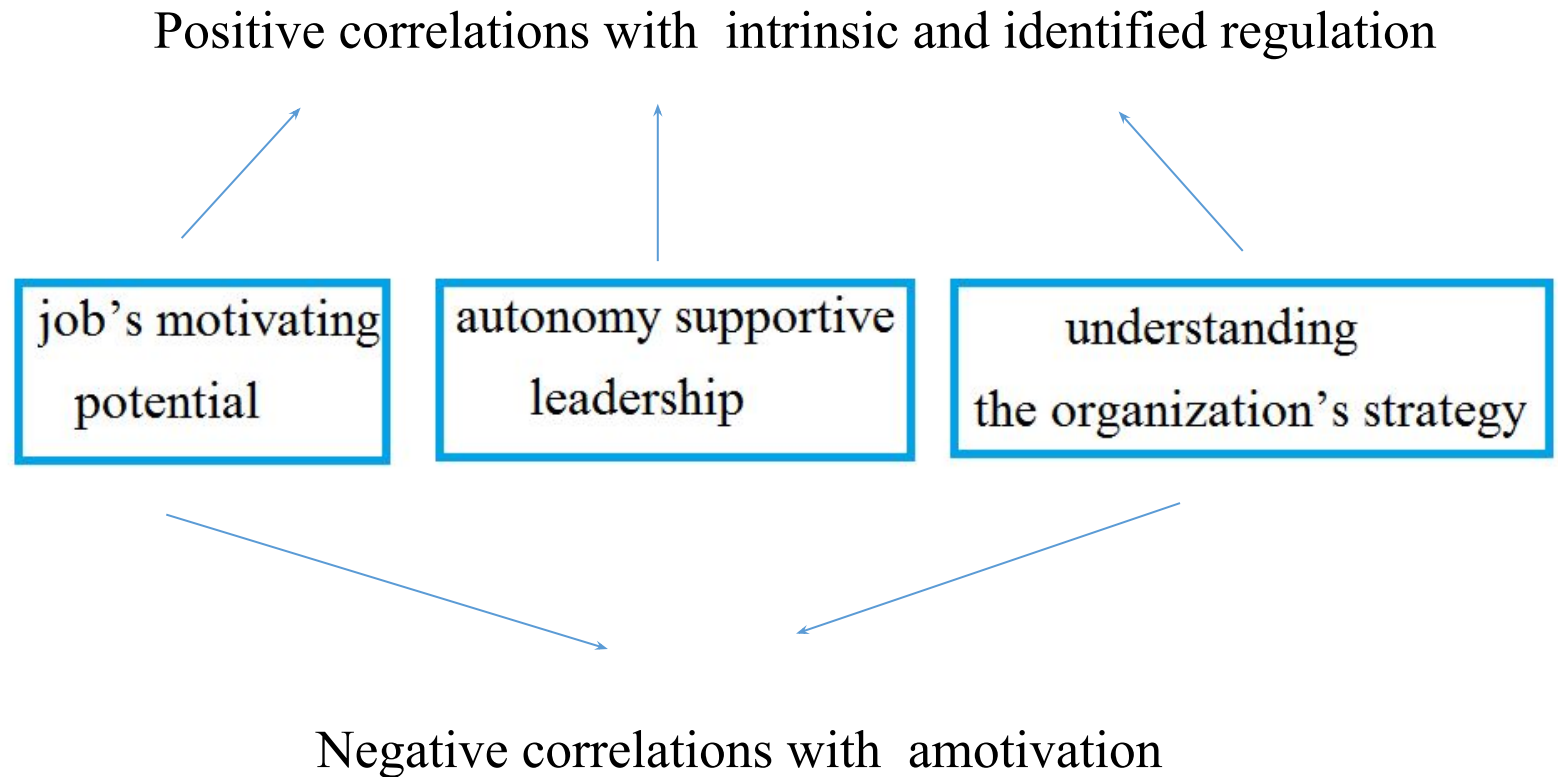 Positive correlations with intrinsic and identified regulation
job’s motivating
potential
autonomy supportive
leadership
understanding
the organization’s strategy
Negative correlations with amotivation